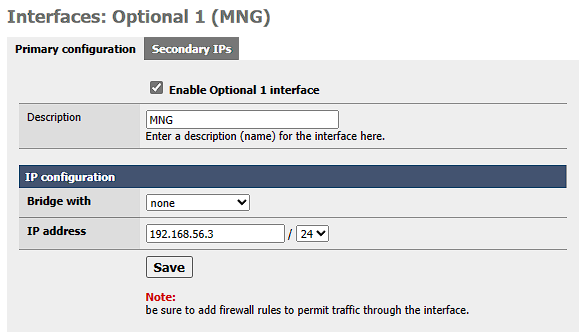 Interfaces: Optional 1 (MNG)
Primary configuration Secondary IPs
Enable Optional 1 interface
Description MNG
Enter a description (name) for the interface here.
IP configuration
Bridge with none
IP address 192.168.56.3 / 24
Save
Note:
be sure to add firewall rules to permit traffic through the interface.